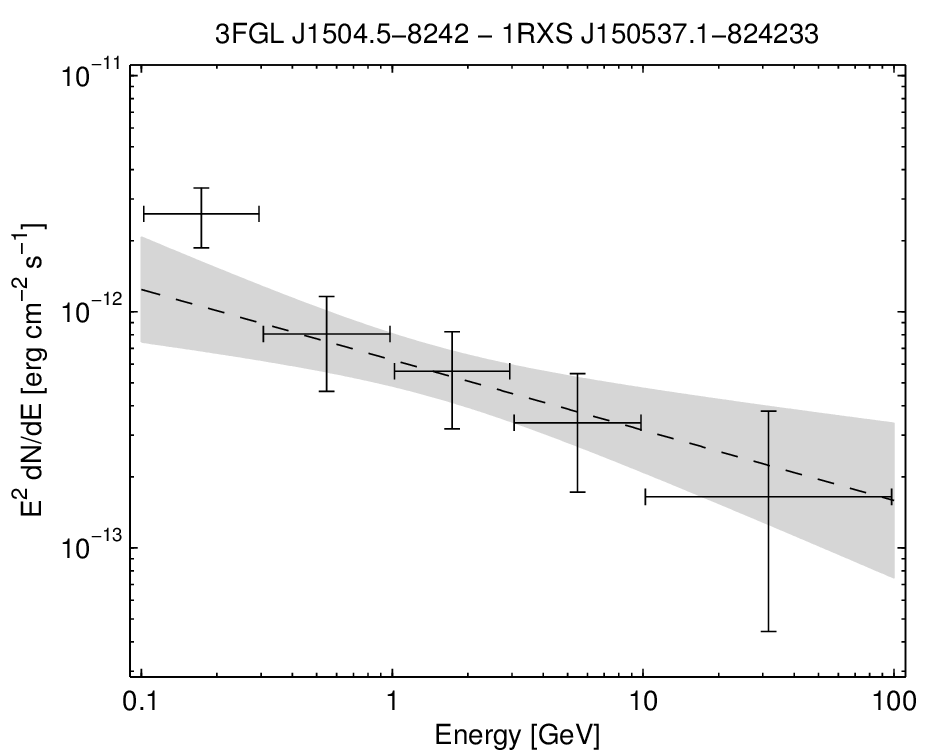 3FGL J1504.5−8242 − 1RXS J150537.1−824233
10⁻¹¹
10⁻¹²
10⁻¹³
E² dN/dE [erg cm⁻² s⁻¹]
0.1 1 10 100
Energy [GeV]